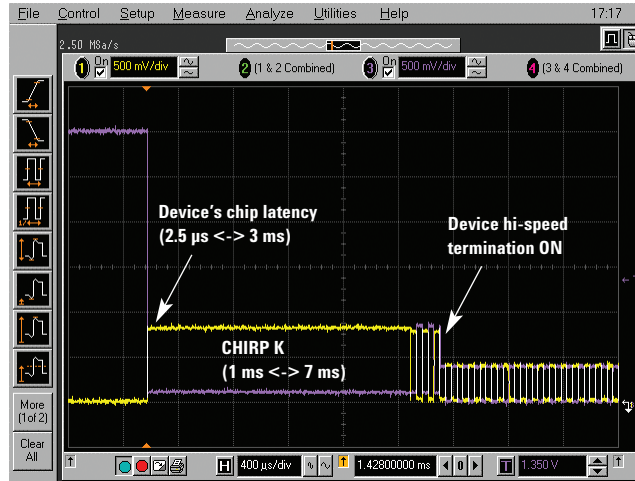 File Control Setup Measure Analyze Utilities Help 17:17
2.50 MSa/s
1 On 500 mV/div 2 (1 & 2 Combined) 3 On 500 mV/div 4 (3 & 4 Combined)
Device's chip latency
(2.5 µs <-> 3 ms)
Device hi-speed
termination ON
CHIRP K
(1 ms <-> 7 ms)
More
(1of 2)
Clear
All
H 400 µs/div 1.42800000 ms 0 T 1.350 V